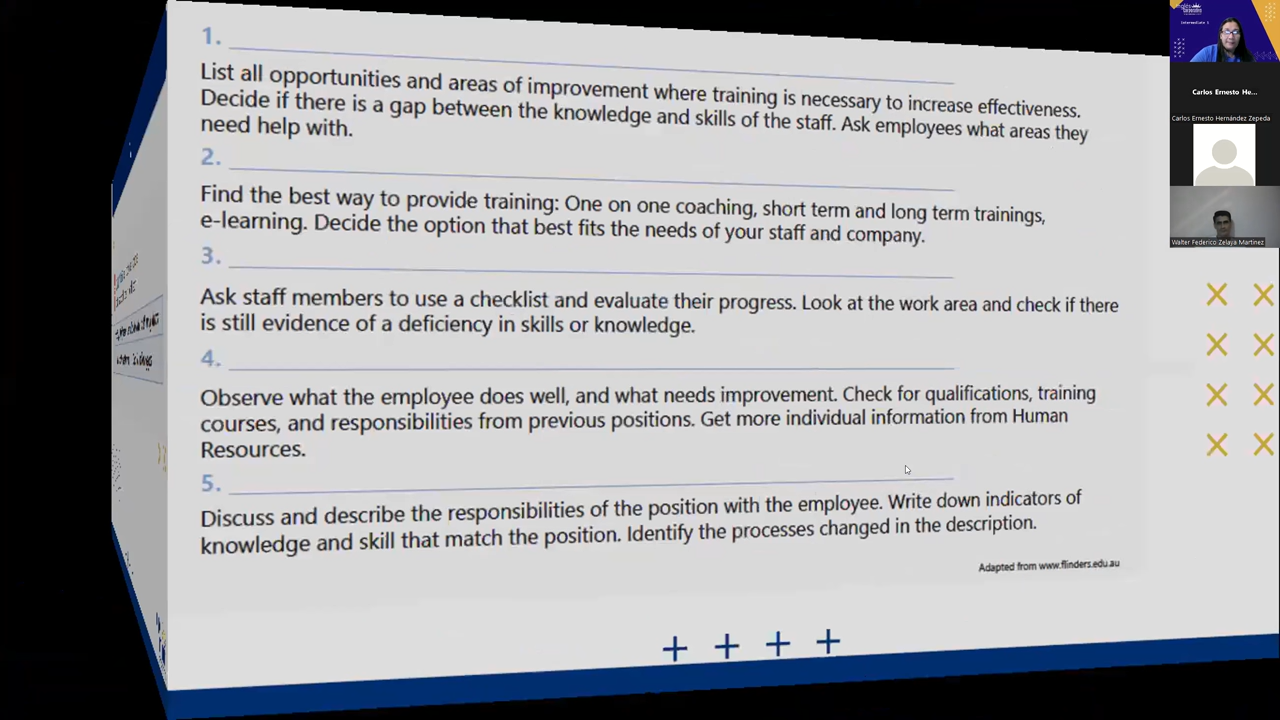 1.
List all opportunities and areas of improvement where training is necessary to increase effectiveness.
Decide if there is a gap between the knowledge and skills of the staff. Ask employees what areas they
need help with.
2.
Find the best way to provide training: One on one coaching, short term and long term trainings,
e-learning. Decide the option that best fits the needs of your staff and company.
3.
Ask staff members to use a checklist and evaluate their progress. Look at the work area and check if there
is still evidence of a deficiency in skills or knowledge.
4.
Observe what the employee does well, and what needs improvement. Check for qualifications, training
courses, and responsibilities from previous positions. Get more individual information from Human
Resources.
5.
Discuss and describe the responsibilities of the position with the employee. Write down indicators of
knowledge and skill that match the position. Identify the processes changed in the description.
Adapted from www.flinders.edu.au
Carlos Ernesto He...
Carlos Ernesto Hernández Zepeda
Walter Federico Zelaya Martinez